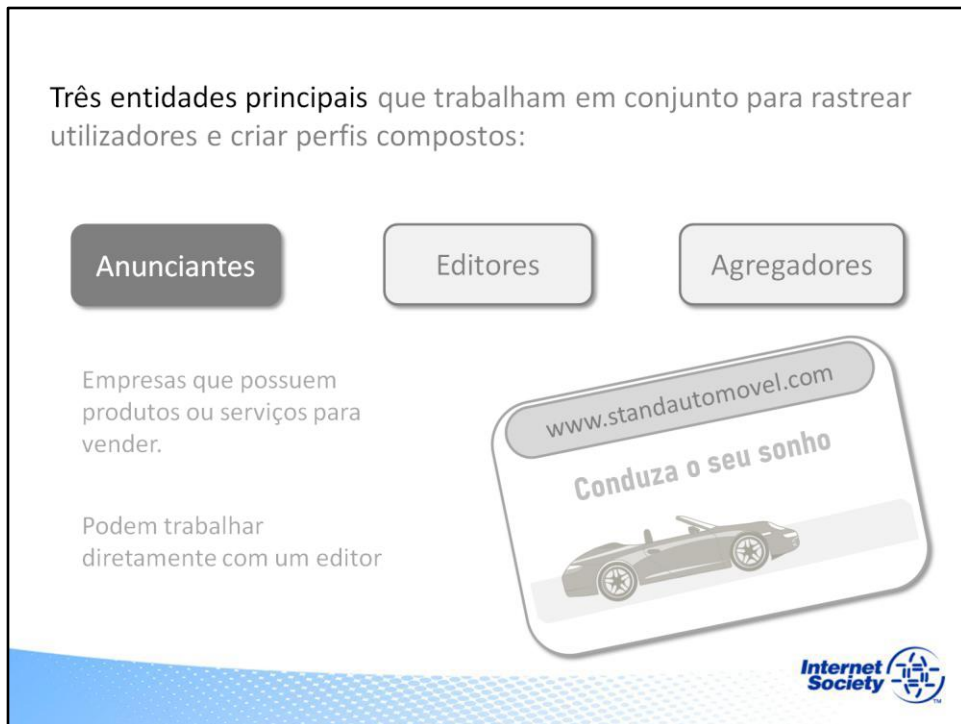 Três entidades principais que trabalham em conjunto para rastrear
utilizadores e criar perfis compostos:
Anunciantes
Editores
Agregadores
Empresas que possuem
produtos ou serviços para
vender.
Podem trabalhar
diretamente com um editor
www.standautomovel.com
Conduza o seu sonho
Internet
Society
TM